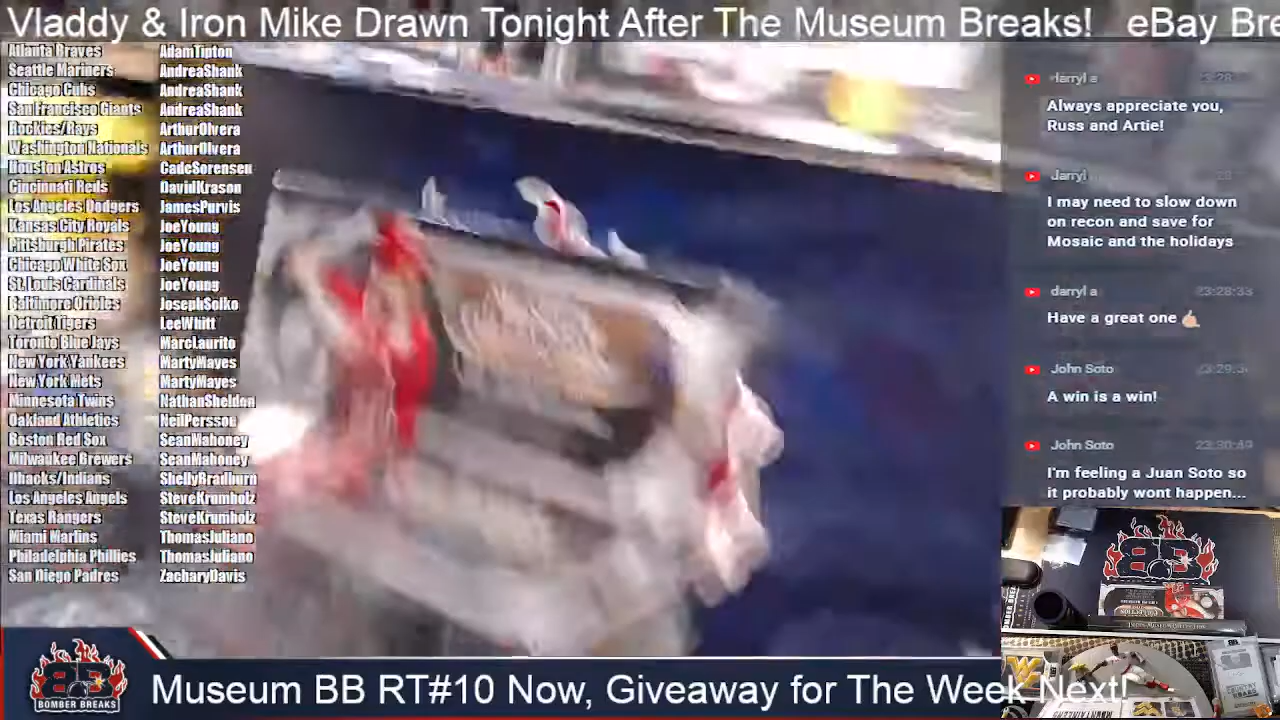 Vladdy & Iron Mike Drawn Tonight After The Museum Breaks! eBay Bre
Atlanta Braves AdamTipton
Seattle Mariners AndreaShank
Chicago Cubs AndreaShank
San Francisco Giants AndreaShank
Rockies/Rays ArthurOlvera
Washington Nationals ArthurOlvera
Houston Astros CadeSorensen
Cincinnati Reds DavidKrason
Los Angeles Dodgers JamesPurvis
Kansas City Royals JoeYoung
Pittsburgh Pirates JoeYoung
Chicago White Sox JoeYoung
St. Louis Cardinals JoeYoung
Baltimore Orioles JosephSolko
Detroit Tigers LeeWhitt
Toronto Blue Jays MarcLaurito
New York Yankees MartyMayes
New York Mets MartyMayes
Minnesota Twins NathanSheldon
Oakland Athletics NeilPersson
Boston Red Sox SeanMahoney
Milwaukee Brewers SeanMahoney
Dbacks/Indians ShellyBradburn
Los Angeles Angels SteveKrumholz
Texas Rangers SteveKrumholz
Miami Marlins ThomasJuliano
Philadelphia Phillies ThomasJuliano
San Diego Padres ZacharyDavis
darryl a
Always appreciate you,
Russ and Artie!
I may need to slow down
on recon and save for
Mosaic and the holidays
darryl a 23:28:33
Have a great one
John Soto
A win is a win!
John Soto 23:30:49
I'm feeling a Juan Soto so
it probably wont happen...
BOMBER BREAKS
Museum BB RT#10 Now, Giveaway for The Week Next!